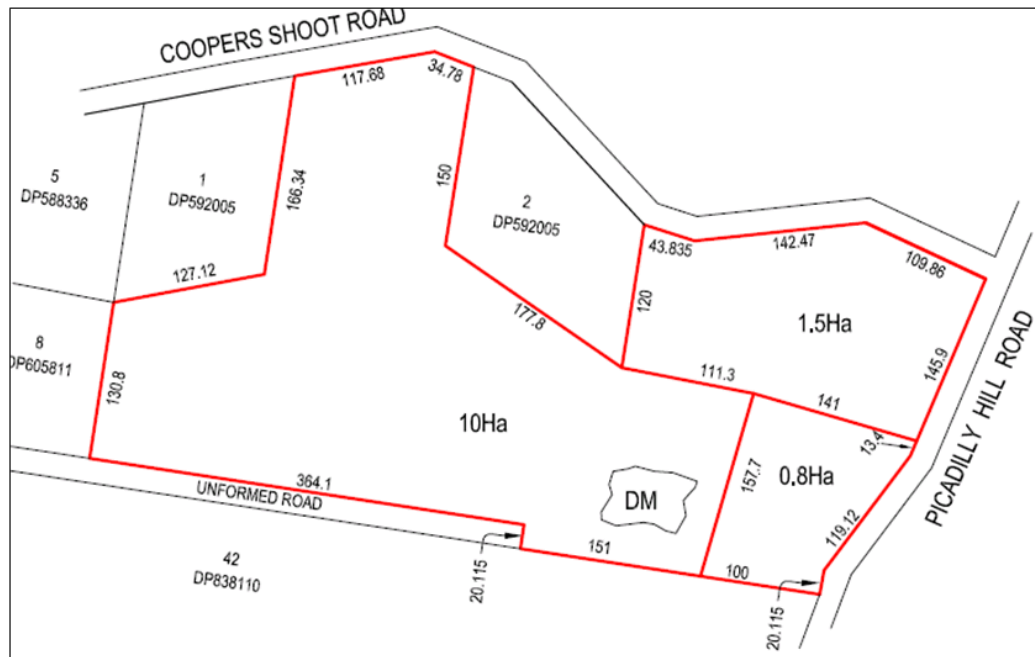 COOPERS SHOOT ROAD
117.68
34.78
5
DP588336
1
DP592005
166.34
150
2
DP592005
43.835
142.47
109.86
127.12
120
1.5Ha
145.9
PICADILLY HILL ROAD
8
DP605811
130.8
177.8
111.3
141
13.4
10Ha
157.7
0.8Ha
119.12
364.1
UNFORMED ROAD
DM
151
100
20.115
20.115
42
DP838110